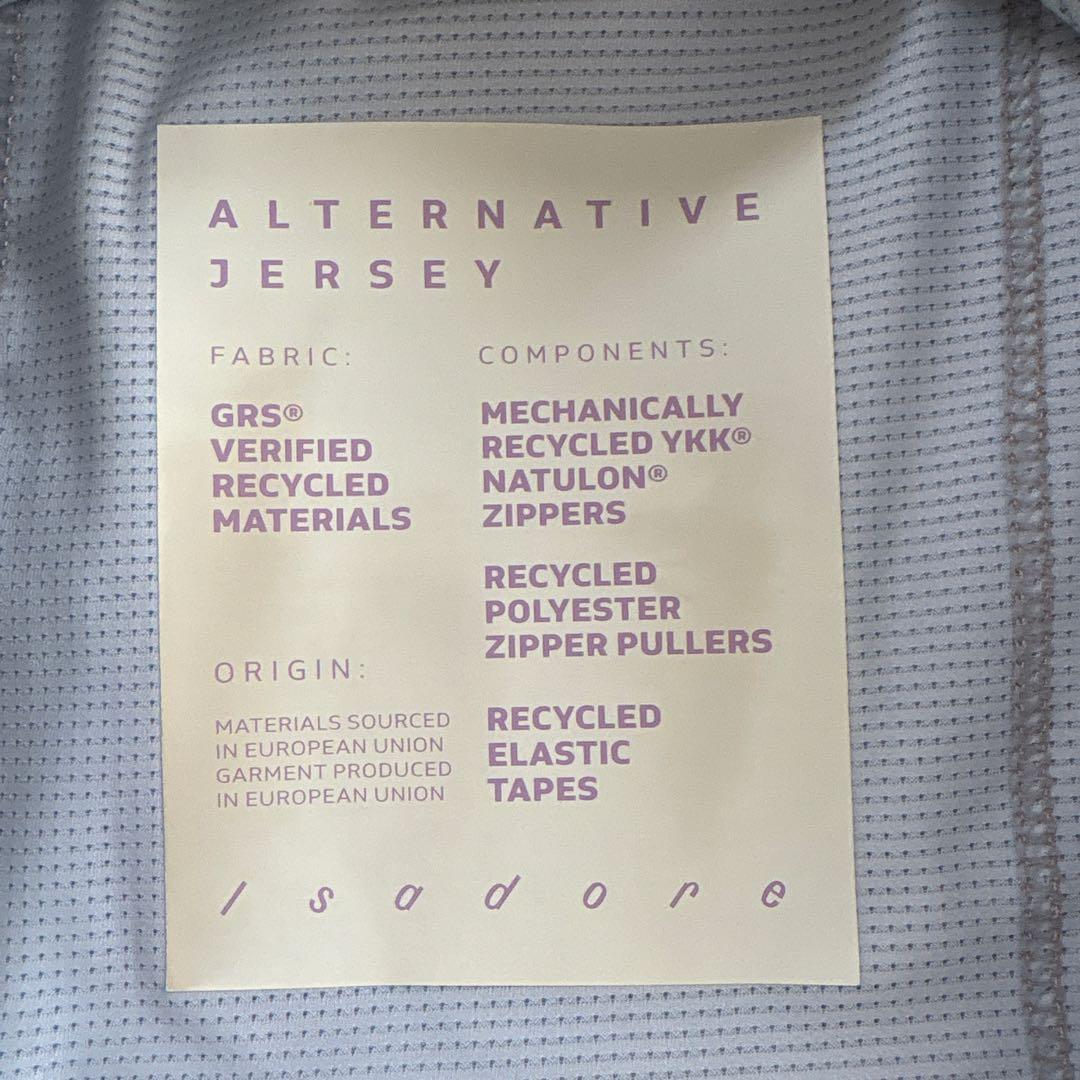 ALTERNATIVE
JERSEY
FABRIC:
GRS®
VERIFIED
RECYCLED
MATERIALS
COMPONENTS:
MECHANICALLY
RECYCLED YKK®
NATULON®
ZIPPERS
RECYCLED
POLYESTER
ZIPPER PULLERS
RECYCLED
ELASTIC
TAPES
ORIGIN:
MATERIALS SOURCED
IN EUROPEAN UNION
GARMENT PRODUCED
IN EUROPEAN UNION
Isadore